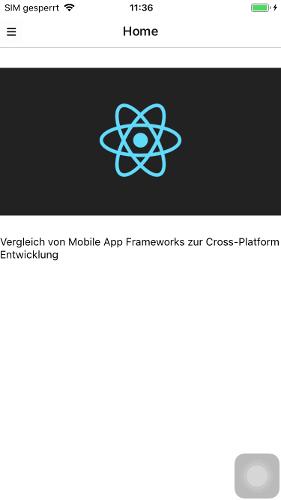 SIM gesperrt 11:36
Home
Vergleich von Mobile App Frameworks zur Cross-Platform
Entwicklung